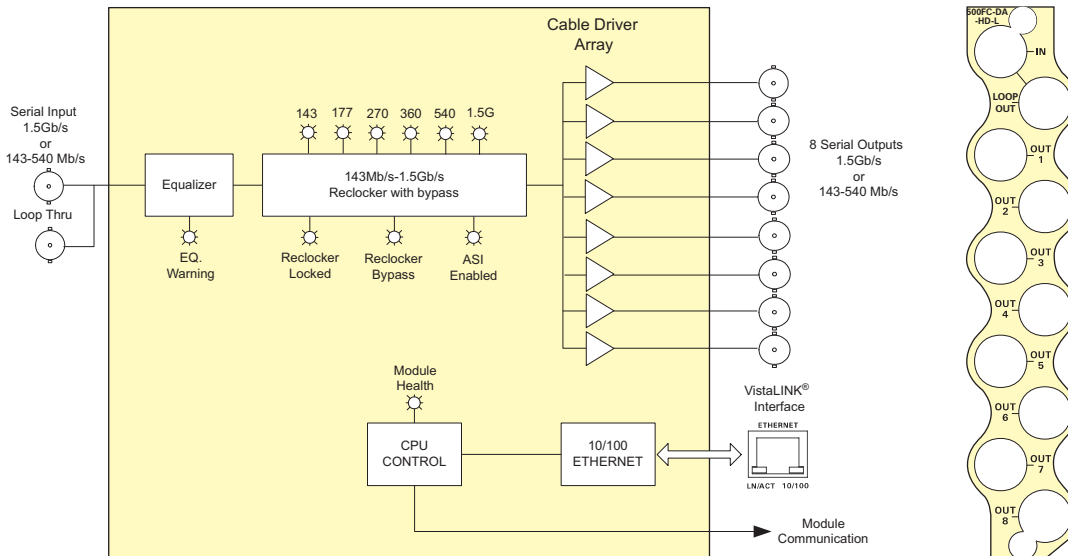 Cable Driver
Array
Serial Input
1.5Gb/s
or
143-540 Mb/s
Loop Thru
Equalizer
EQ.
Warning
143 177 270 360 540 1.5G
143Mb/s-1.5Gb/s
Reclocker with bypass
Reclocker
Locked
Reclocker
Bypass
ASI
Enabled
8 Serial Outputs
1.5Gb/s
or
143-540 Mb/s
Module
Health
CPU
CONTROL
10/100
ETHERNET
VistaLINK®
Interface
ETHERNET
LN/ACT 10/100
Module
Communication
500FC-DA
-HD-L
IN
LOOP
OUT
OUT
1
OUT
2
OUT
3
OUT
4
OUT
5
OUT
6
OUT
7
OUT
8